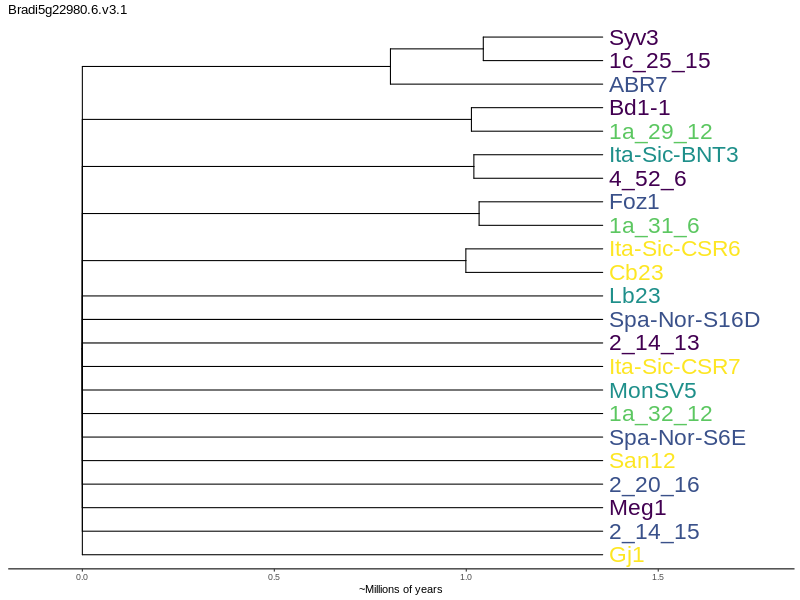 Bradi5g22980.6.v3.1
Syv3
1c_25_15
ABR7
Bd1-1
1a_29_12
Ita-Sic-BNT3
4_52_6
Foz1
1a_31_6
Ita-Sic-CSR6
Cb23
Lb23
Spa-Nor-S16D
2_14_13
Ita-Sic-CSR7
MonSV5
1a_32_12
Spa-Nor-S6E
San12
2_20_16
Meg1
2_14_15
Gj1
0.0 0.5 1.0 1.5
~Millions of years